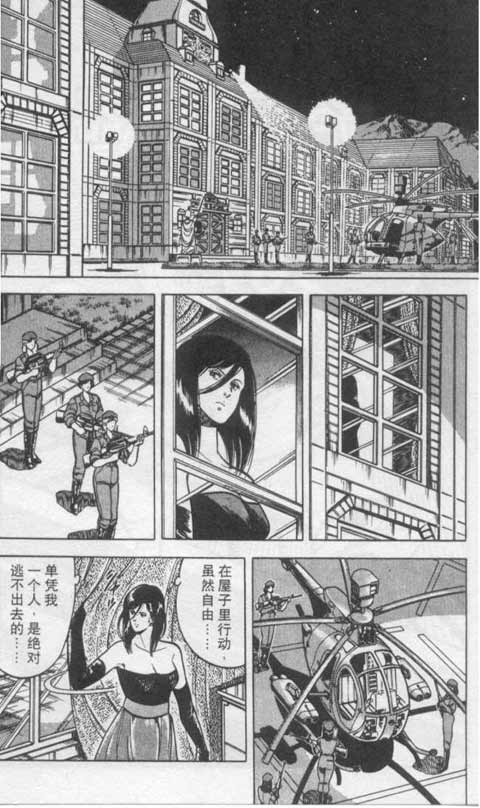 在屋子里行动，
虽然自由……
单凭我
一个人，是绝对
逃不出去的……